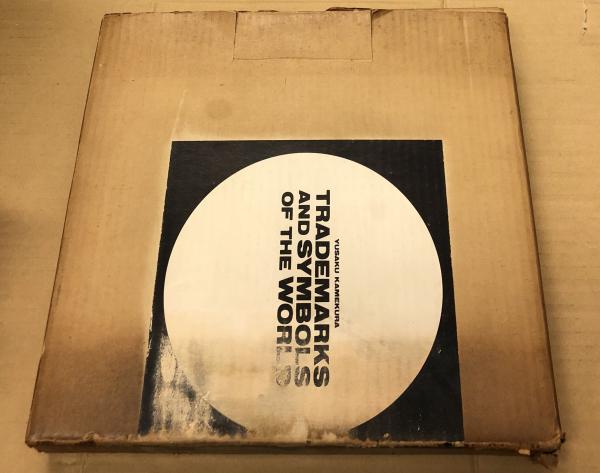 YUSAKU KAMEKURA
TRADEMARKS
AND SYMBOLS
OF THE WORLD